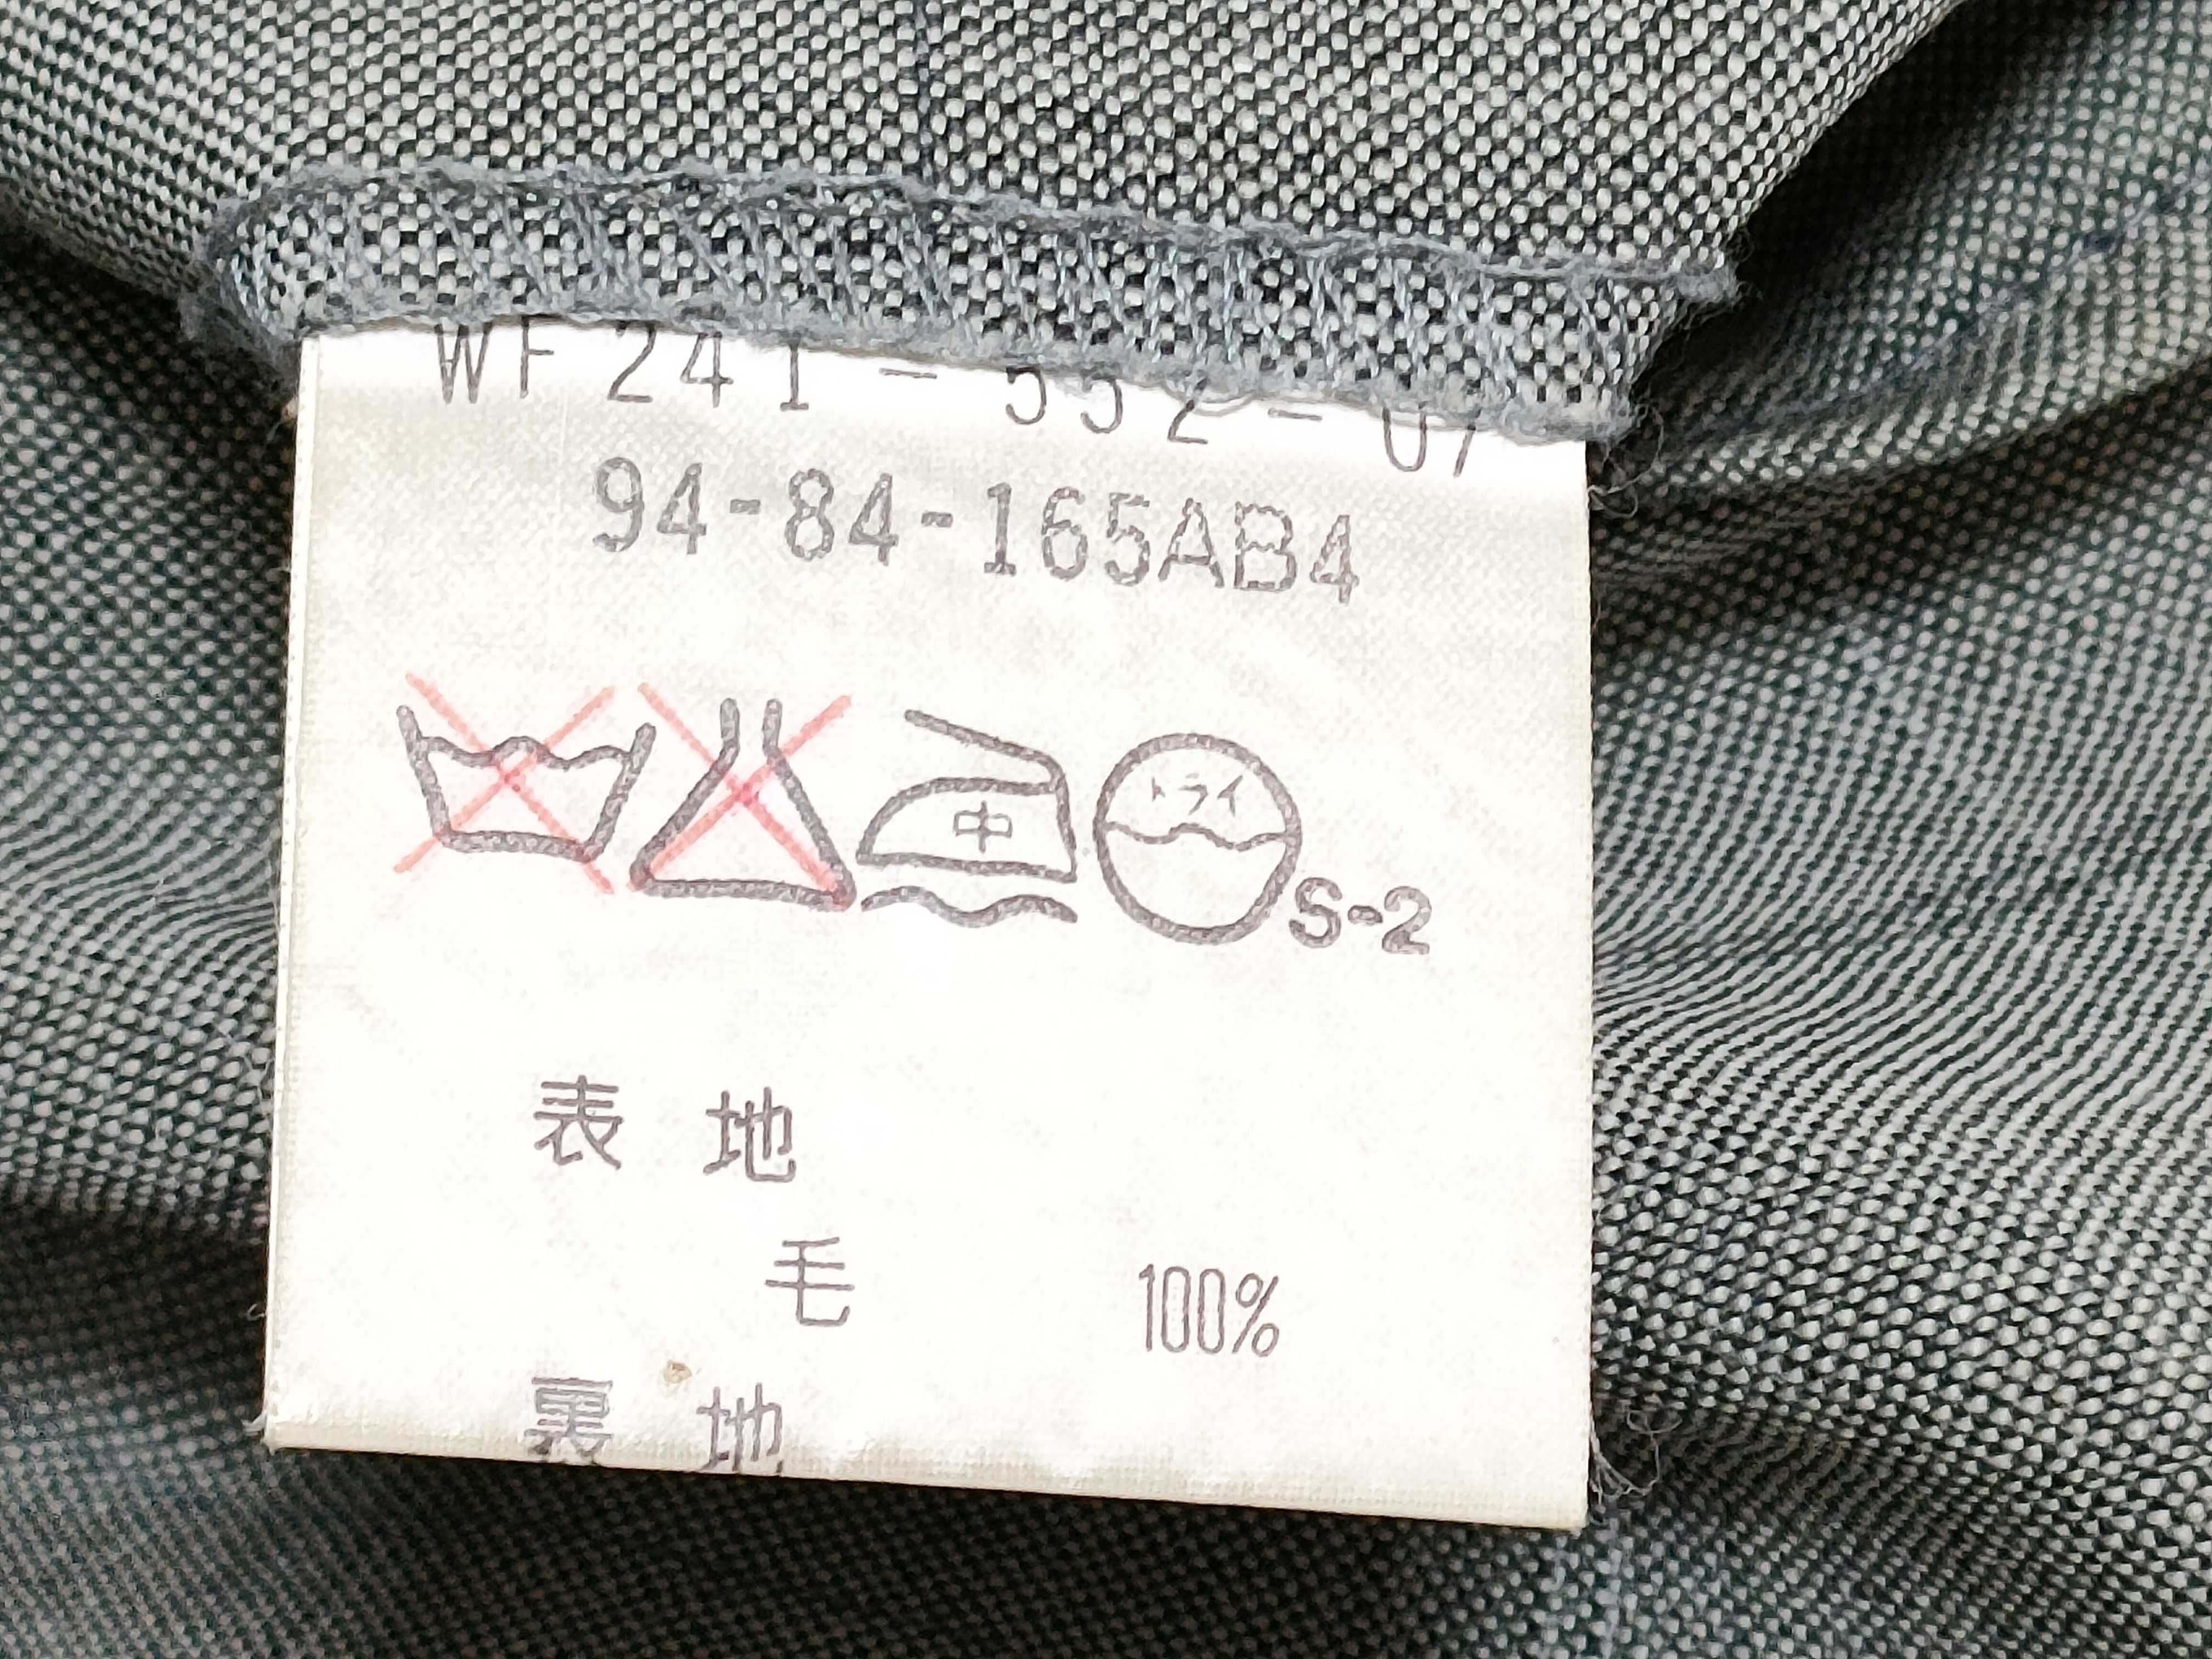 WF241-552-07
94-84-165AB4
中 ドライ
S-2
表地
毛 100%
裏地